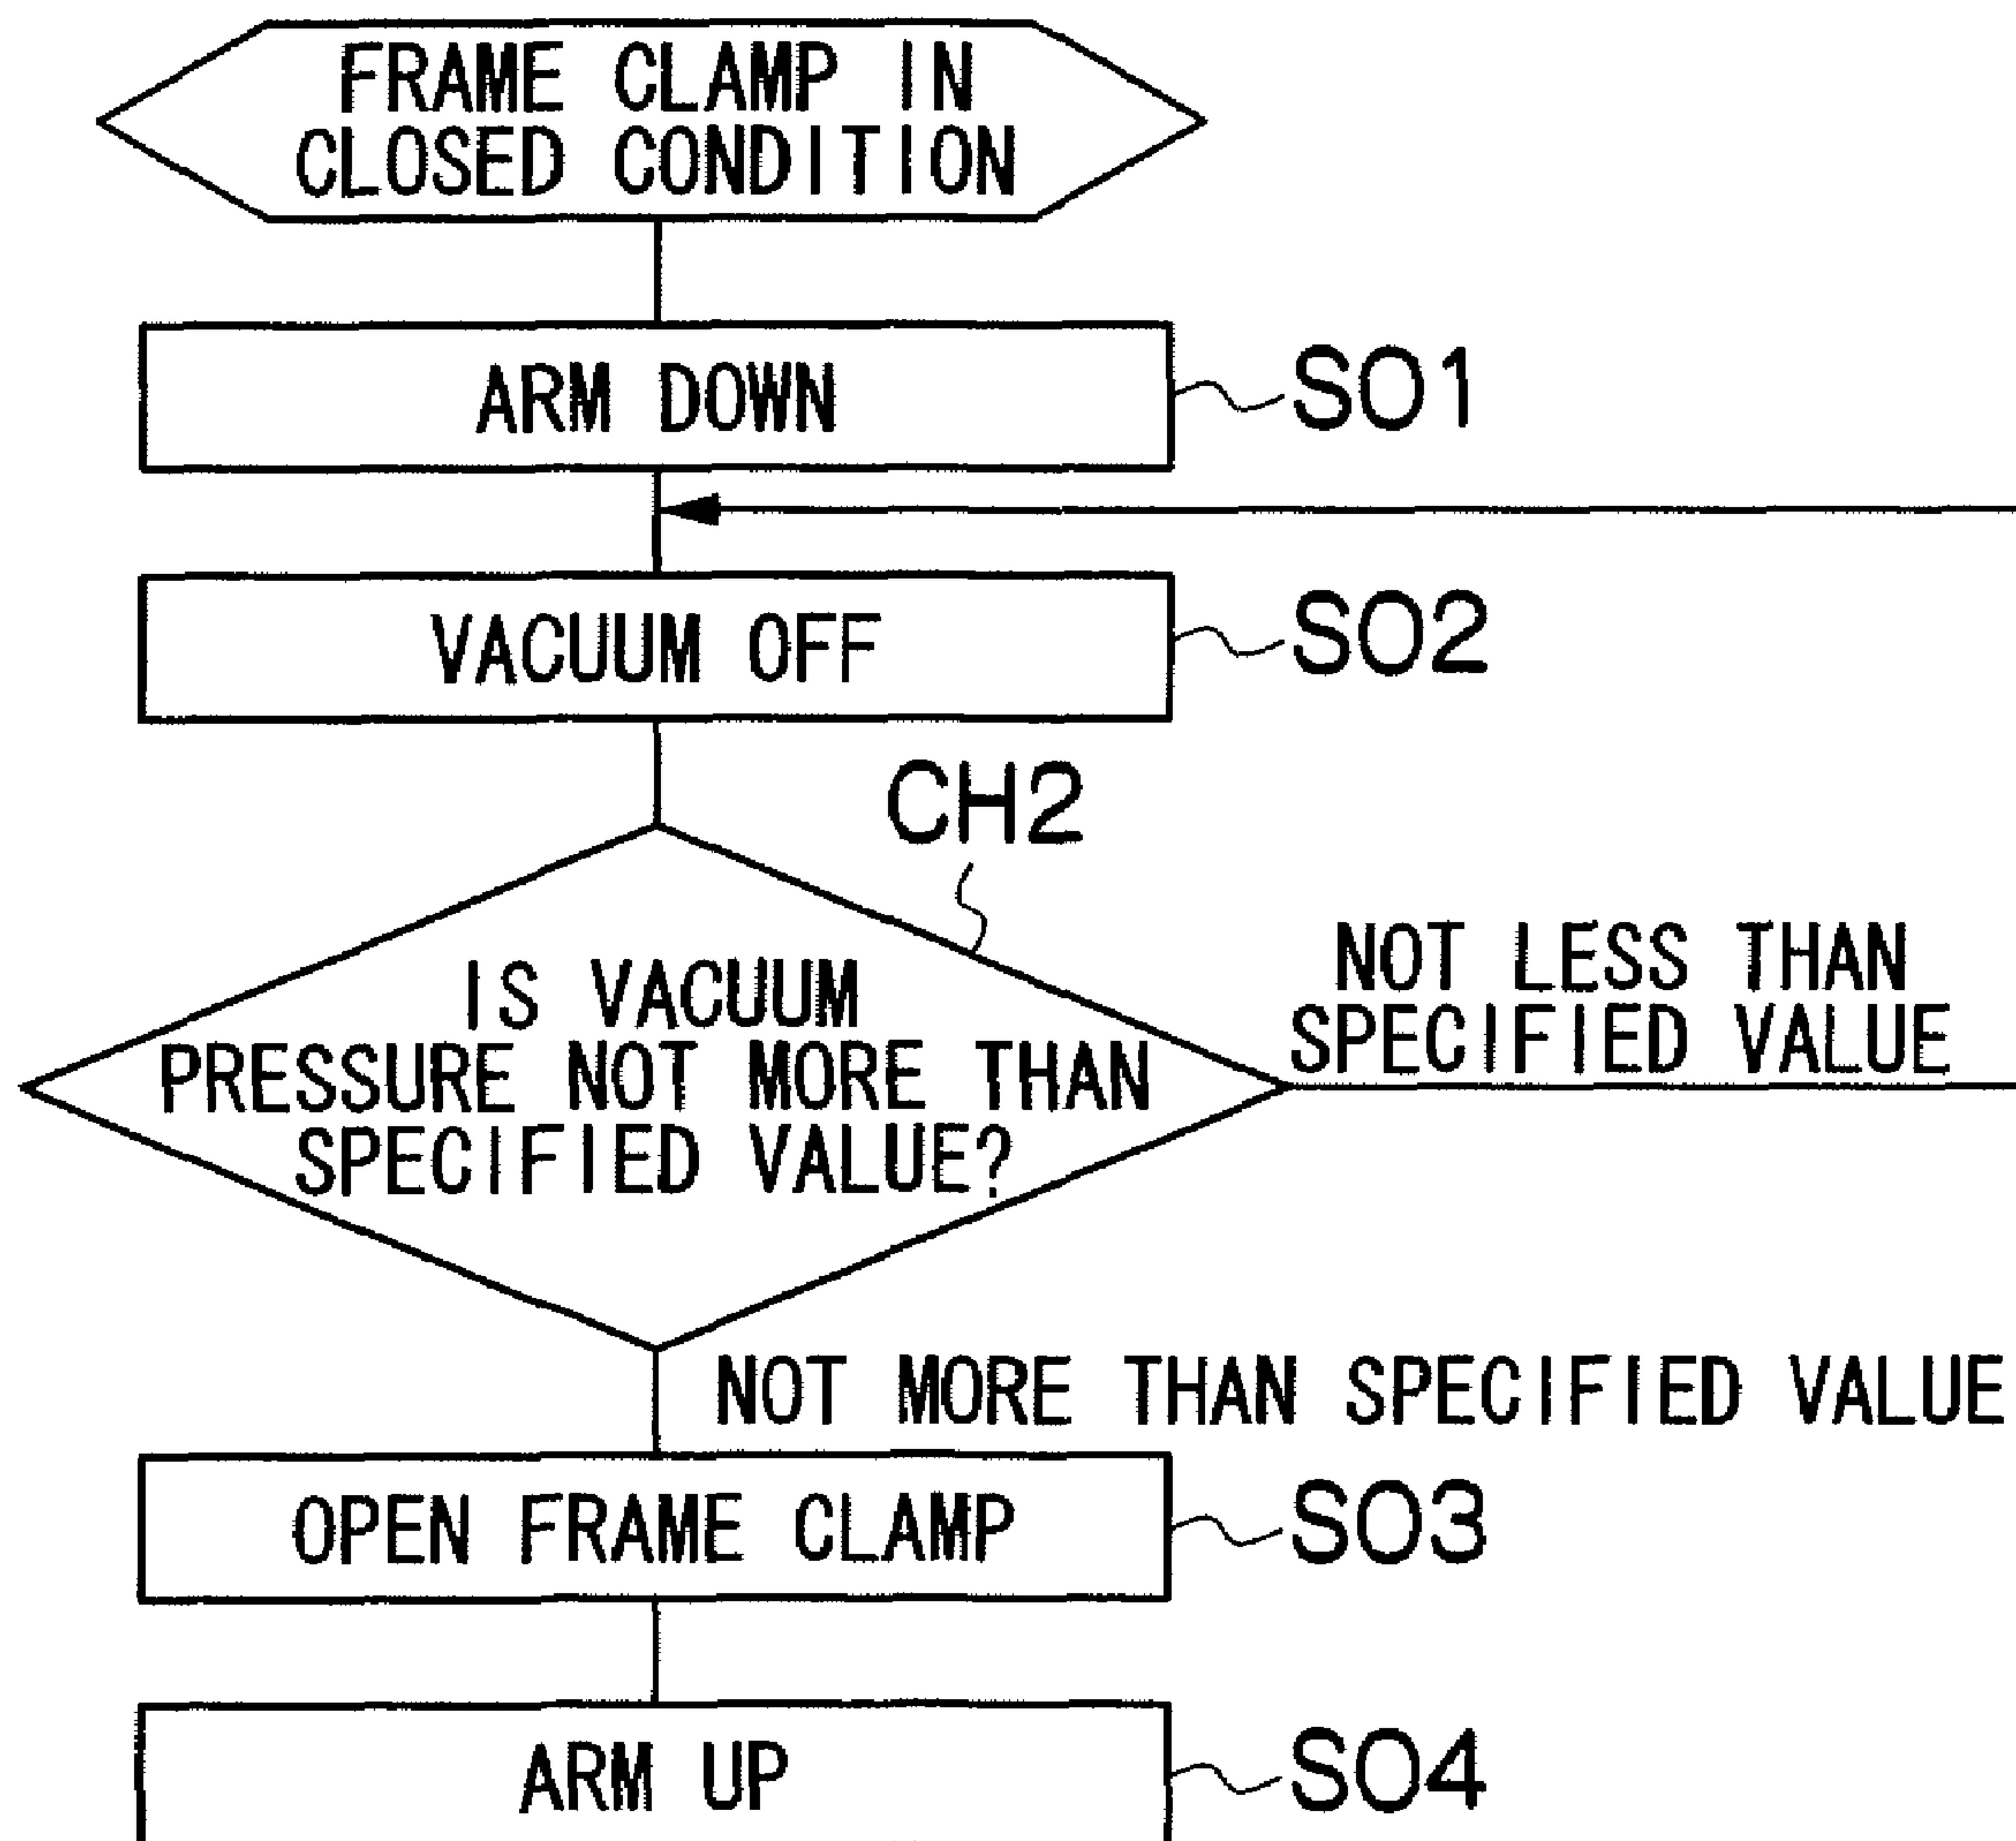 FRAME CLAMP IN
CLOSED CONDITION
ARM DOWN
SO1
VACUUM OFF
SO2
CH2
IS VACUUM
PRESSURE NOT MORE THAN
SPECIFIED VALUE?
NOT LESS THAN
SPECIFIED VALUE
NOT MORE THAN SPECIFIED VALUE
OPEN FRAME CLAMP
SO3
ARM UP
SO4